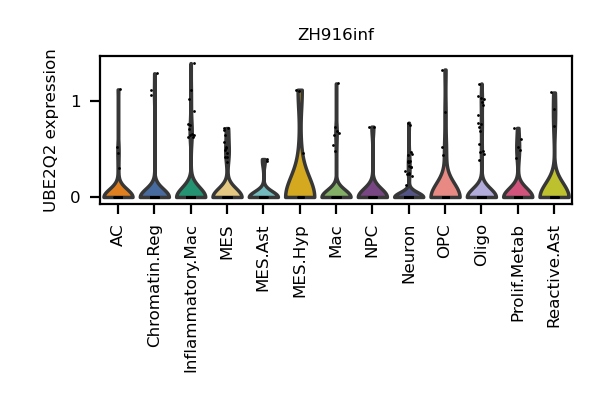 ZH916inf
UBE2Q2 expression
1
0
AC
Chromatin.Reg
Inflammatory.Mac
MES
MES.Ast
MES.Hyp
Mac
NPC
Neuron
OPC
Oligo
Prolif.Metab
Reactive.Ast